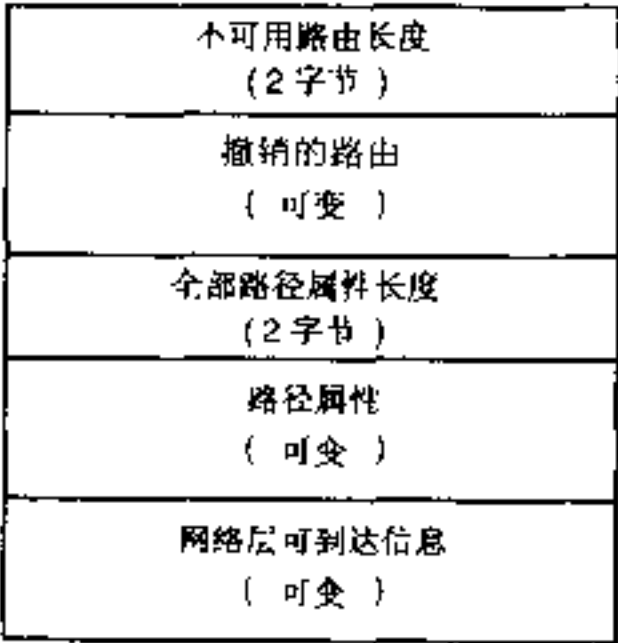 不可用路由长度
(2字节)
撤销的路由
( 可变 )
全部路径属性长度
(2字节)
路径属性
( 可变 )
网络层可到达信息
( 可变 )